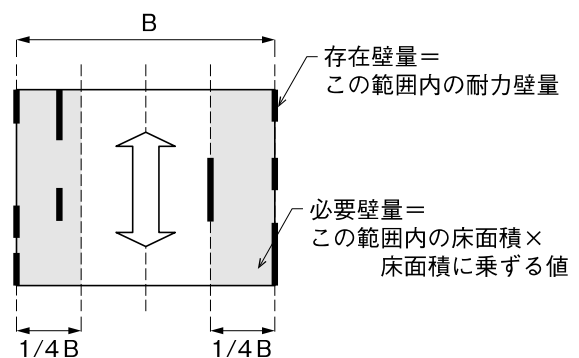 B
存在壁量＝
この範囲内の耐力壁量
必要壁量＝
この範囲内の床面積×
床面積に乗ずる値
1/4B
1/4B